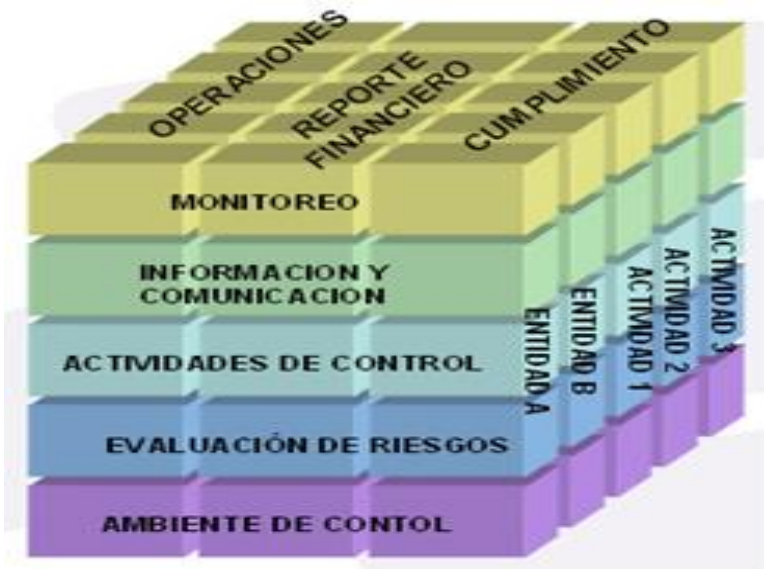 OPERACIONES
REPORTE
FINANCIERO
CUMPLIMIENTO
MONITOREO
INFORMACION Y
COMUNICACION
ACTIVIDADES DE CONTROL
EVALUACIÓN DE RIESGOS
AMBIENTE DE CONTOL
ENTIDAD A
ENTIDAD B
ACTIVIDAD 1
ACTIVIDAD 2
ACTIVIDAD 3